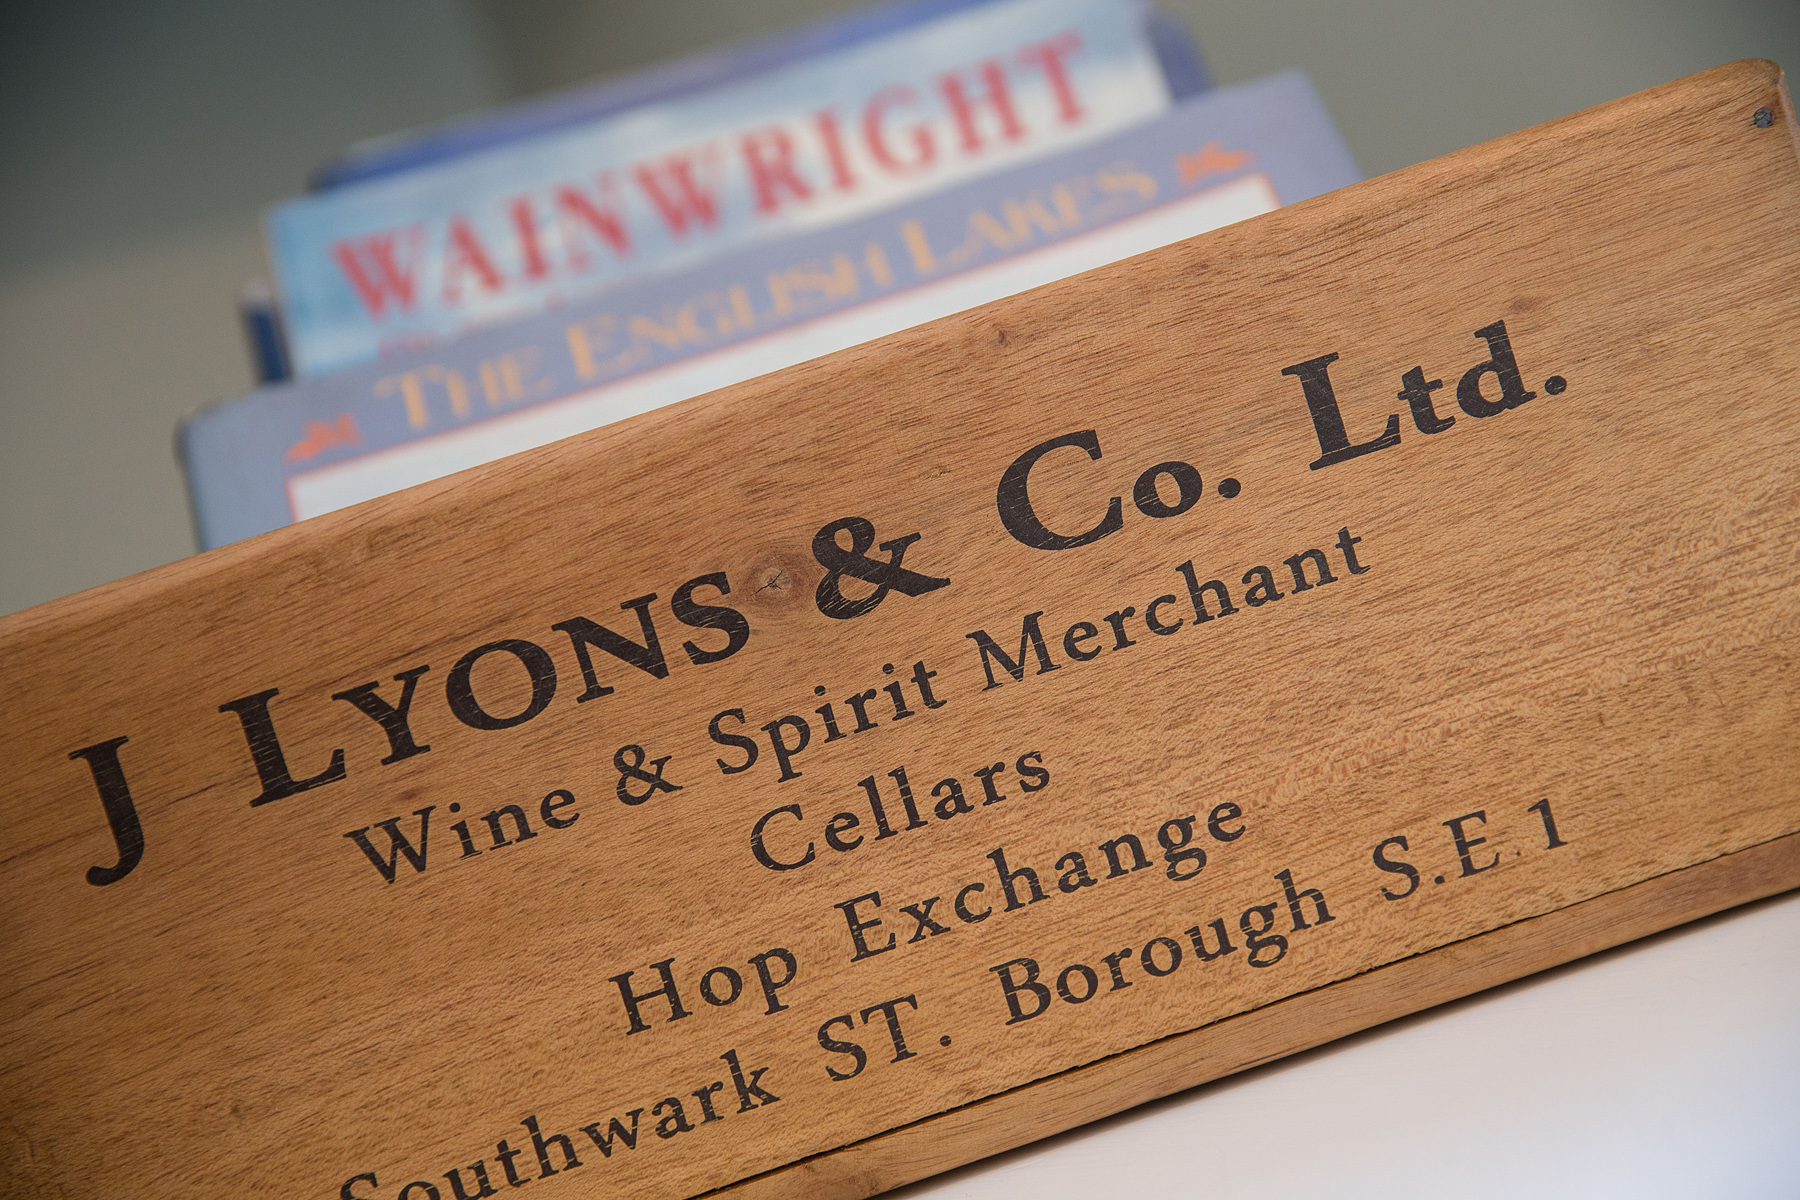 WAINWRIGHT
THE ENGLISH LAKES
J LYONS & Co. Ltd.
Wine & Spirit Merchant
Cellars
Hop Exchange
Southwark ST. Borough S.E.1